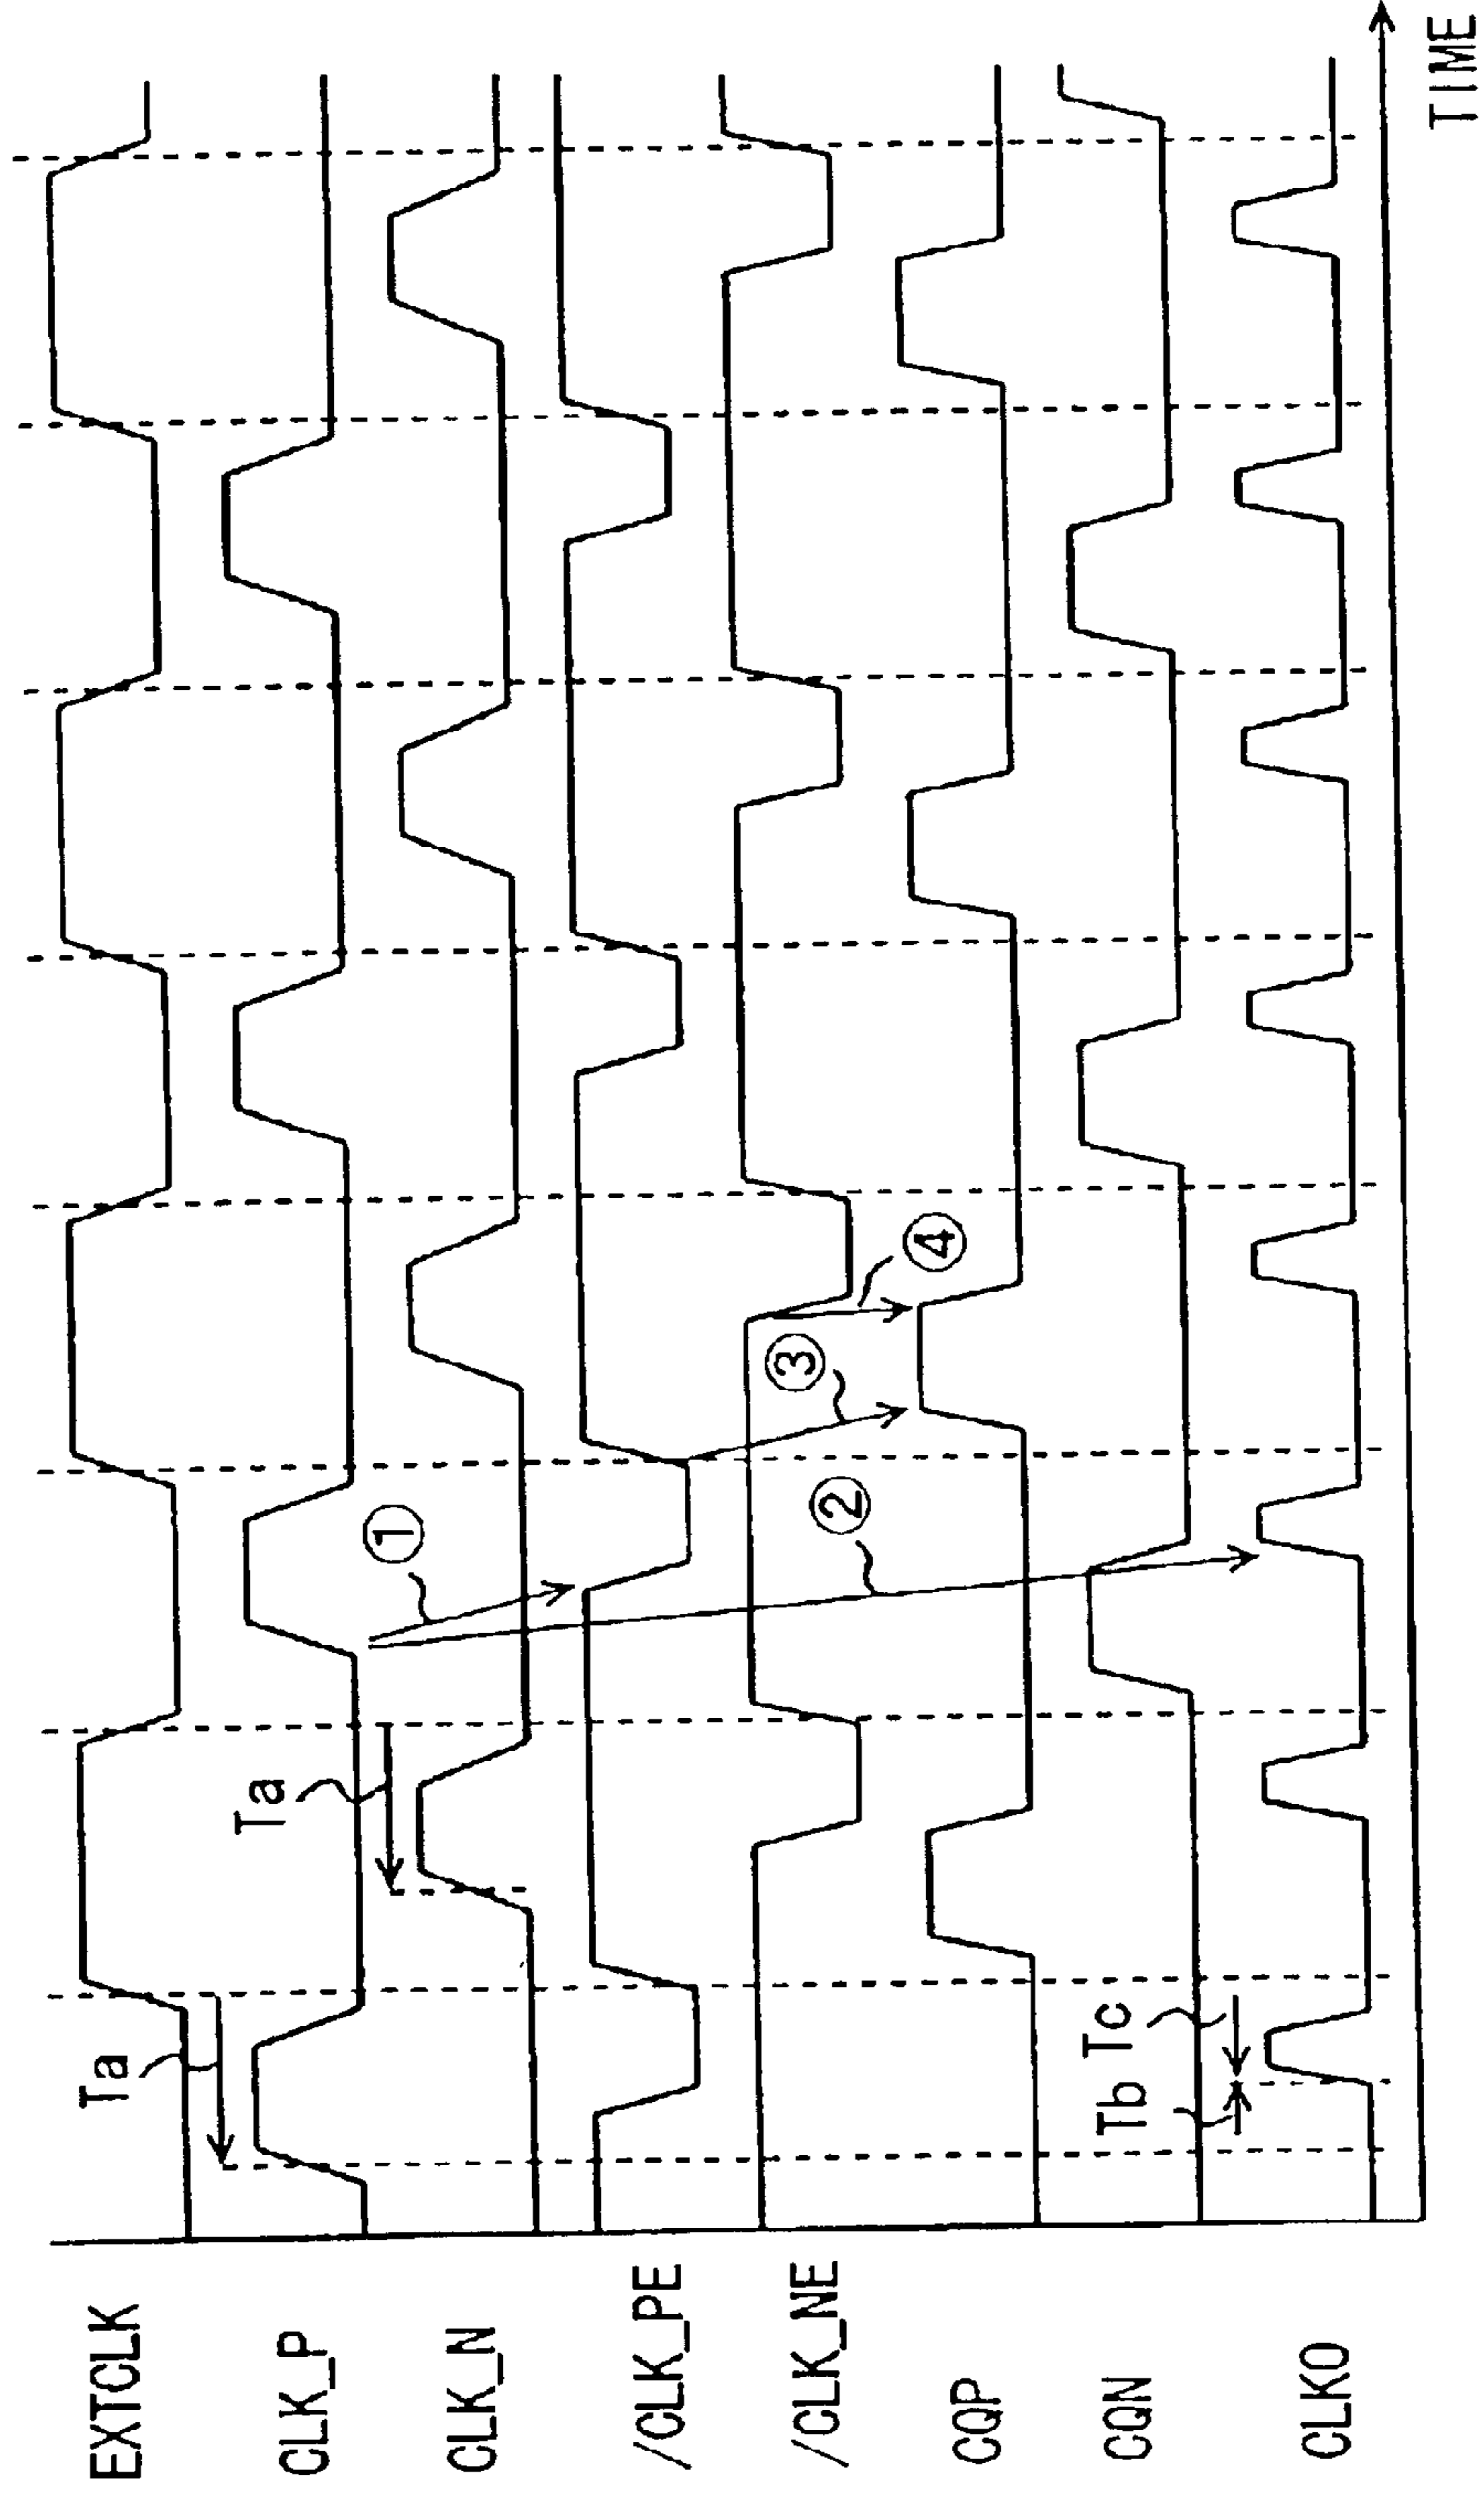 EXTCLK
Ta
CLK_P
Ta
CLK_N
①
/CLK_PE
②
③
/CLK_NE
④
CQP
CQN
Tb Tc
CLKO
TIME